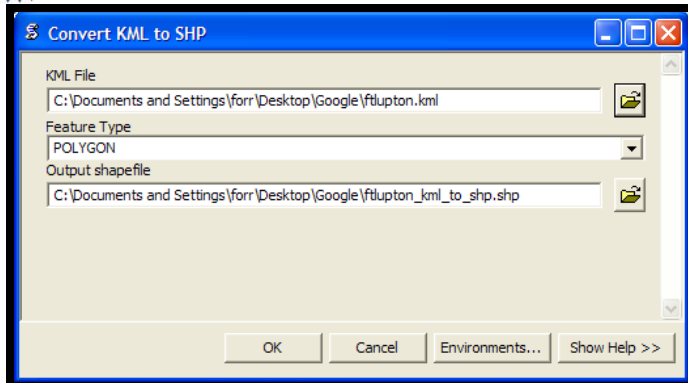 Convert KML to SHP
KML File
C:\Documents and Settings\forr\Desktop\Google\ftlupton.kml
Feature Type
POLYGON
Output shapefile
C:\Documents and Settings\forr\Desktop\Google\ftlupton_kml_to_shp.shp
OK Cancel Environments... Show Help >>